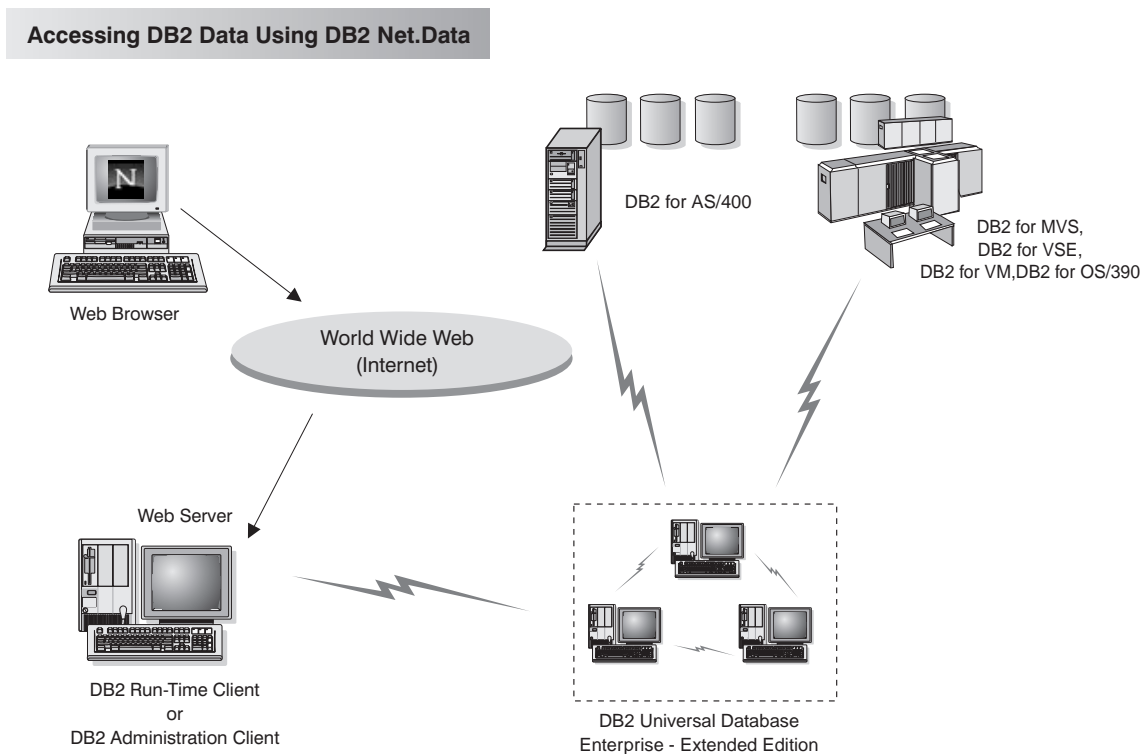 Accessing DB2 Data Using DB2 Net.Data
N
Web Browser
World Wide Web
(Internet)
DB2 for AS/400
DB2 for MVS,
DB2 for VSE,
DB2 for VM,DB2 for OS/390
Web Server
DB2 Run-Time Client
or
DB2 Administration Client
DB2 Universal Database
Enterprise - Extended Edition